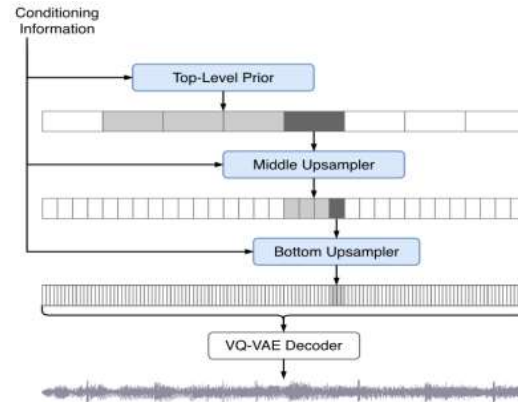 Conditioning
Information
Top-Level Prior
Middle Upsampler
Bottom Upsampler
VQ-VAE Decoder